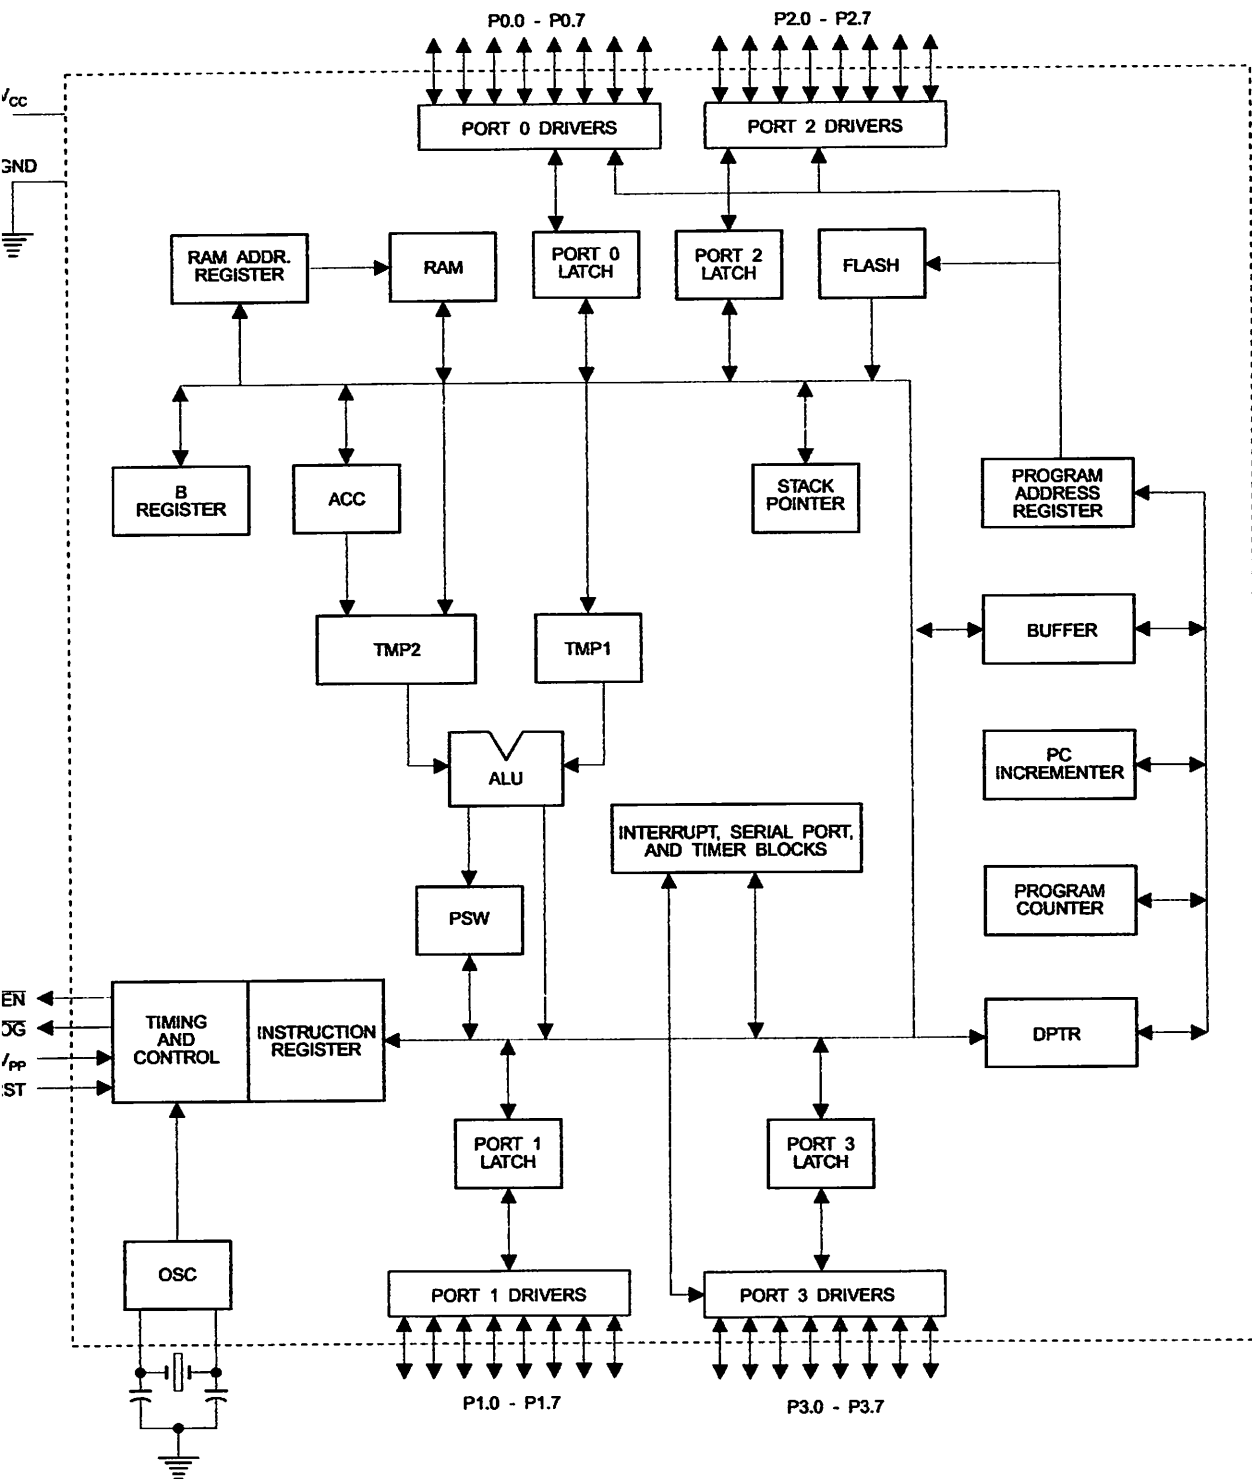 P0.0 - P0.7
P2.0 - P2.7
VCC
PORT 0 DRIVERS
PORT 2 DRIVERS
GND
RAM ADDR.
REGISTER
RAM
PORT 0
LATCH
PORT 2
LATCH
FLASH
B
REGISTER
ACC
STACK
POINTER
PROGRAM
ADDRESS
REGISTER
TMP2
TMP1
BUFFER
ALU
PC
INCREMENTER
INTERRUPT, SERIAL PORT,
AND TIMER BLOCKS
PSW
PROGRAM
COUNTER
EN
OG
VPP
ST
TIMING
AND
CONTROL
INSTRUCTION
REGISTER
DPTR
PORT 1
LATCH
PORT 3
LATCH
OSC
PORT 1 DRIVERS
PORT 3 DRIVERS
P1.0 - P1.7
P3.0 - P3.7